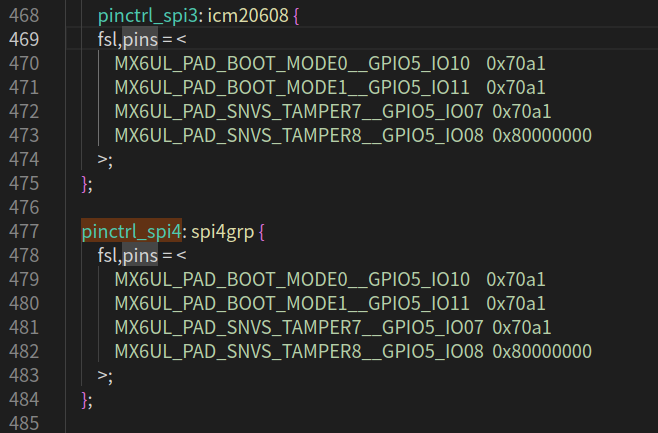 468 pinctrl_spi3: icm20608 {
469 fsl,pins = <
470 MX6UL_PAD_BOOT_MODE0__GPIO5_IO10 0x70a1
471 MX6UL_PAD_BOOT_MODE1__GPIO5_IO11 0x70a1
472 MX6UL_PAD_SNVS_TAMPER7__GPIO5_IO07 0x70a1
473 MX6UL_PAD_SNVS_TAMPER8__GPIO5_IO08 0x80000000
474 >;
475 };
476
477 pinctrl_spi4: spi4grp {
478 fsl,pins = <
479 MX6UL_PAD_BOOT_MODE0__GPIO5_IO10 0x70a1
480 MX6UL_PAD_BOOT_MODE1__GPIO5_IO11 0x70a1
481 MX6UL_PAD_SNVS_TAMPER7__GPIO5_IO07 0x70a1
482 MX6UL_PAD_SNVS_TAMPER8__GPIO5_IO08 0x80000000
483 >;
484 };
485